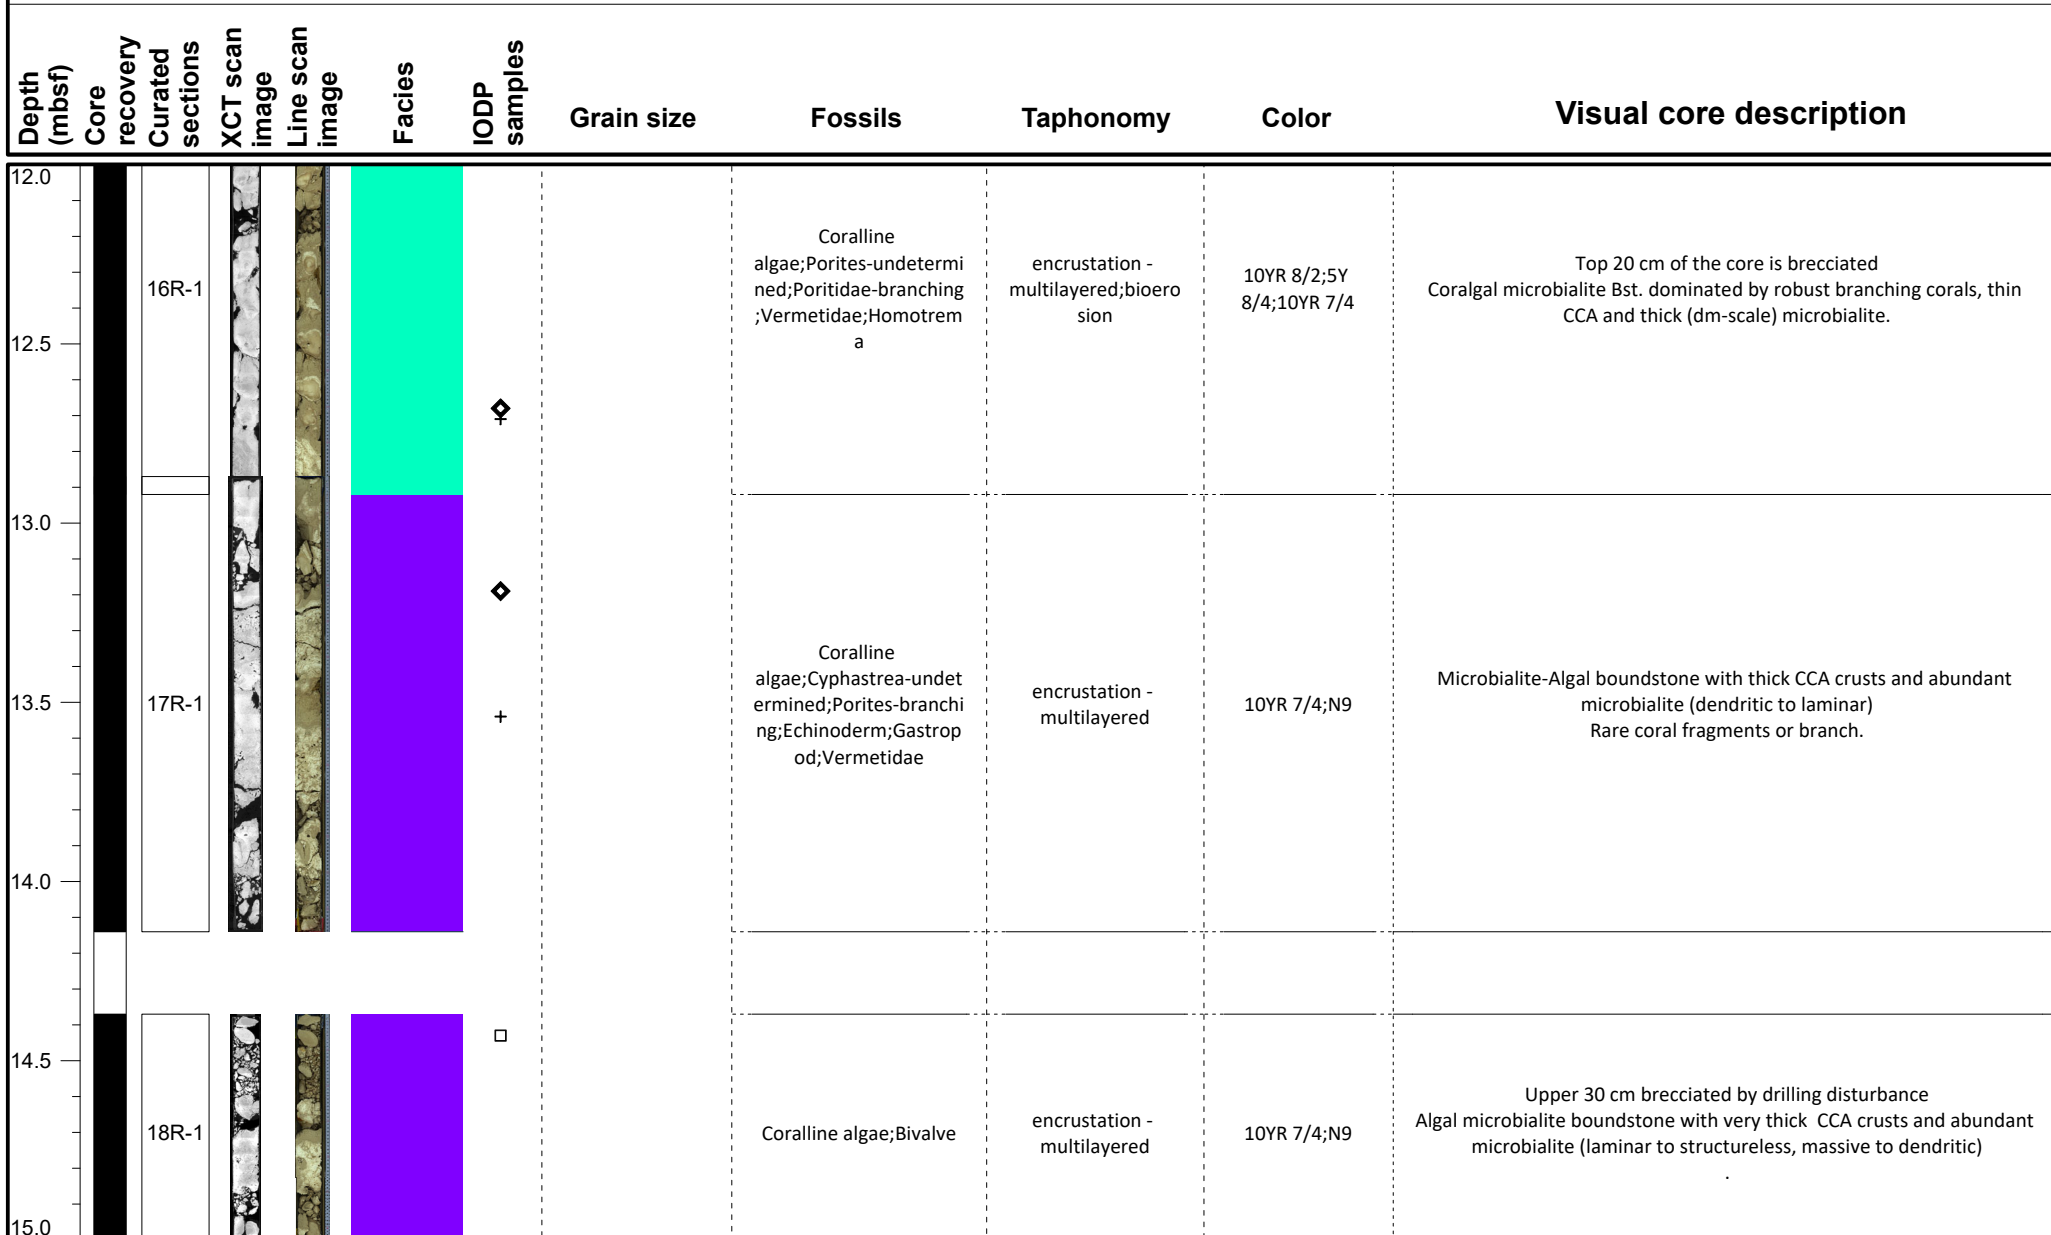 Depth
(mbsf)
Core
recovery
Curated
sections
XCT scan
image
Line scan
image
Facies
IODP
samples
Grain size
Fossils
Taphonomy
Color
Visual core description
12.0
16R-1
Coralline
algae;Porites-undetermi
ned;Poritidae-branching
;Vermetidae;Homotrem
a
encrustation -
multilayered;bioero
sion
10YR 8/2;5Y
8/4;10YR 7/4
Top 20 cm of the core is brecciated
Coralgal microbialite Bst. dominated by robust branching corals, thin
CCA and thick (dm-scale) microbialite.
12.5
13.0
13.5
17R-1
Coralline
algae;Cyphastrea-undet
ermined;Porites-branchi
ng;Echinoderm;Gastrop
od;Vermetidae
encrustation -
multilayered
10YR 7/4;N9
Microbialite-Algal boundstone with thick CCA crusts and abundant
microbialite (dendritic to laminar)
Rare coral fragments or branch.
14.0
14.5
18R-1
Coralline algae;Bivalve
encrustation -
multilayered
10YR 7/4;N9
Upper 30 cm brecciated by drilling disturbance
Algal microbialite boundstone with very thick  CCA crusts and abundant
microbialite (laminar to structureless, massive to dendritic)
.
15.0